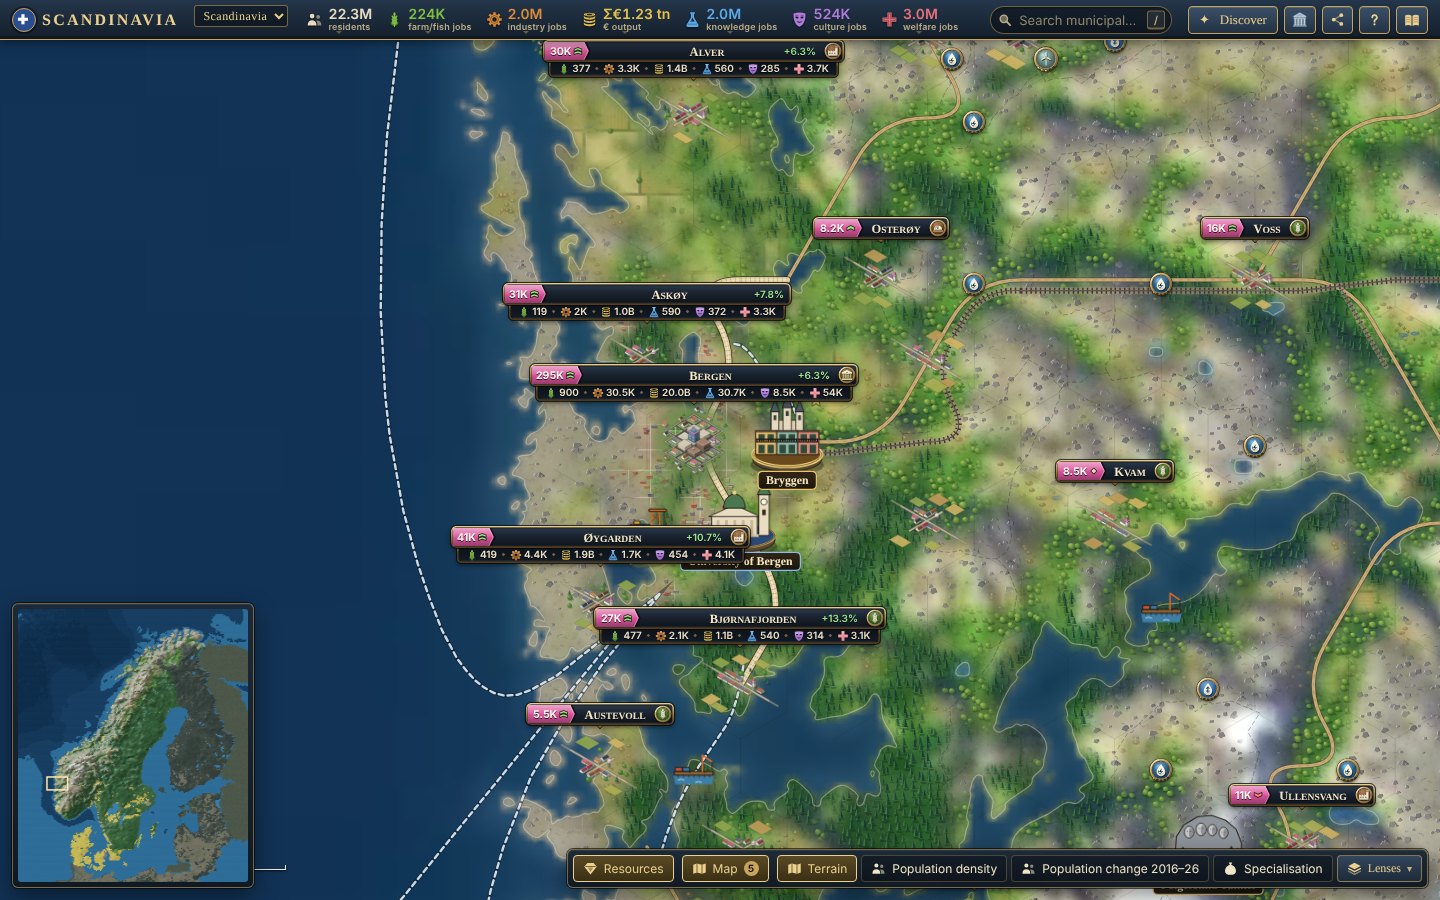 SCANDINAVIA
Scandinavia
22.3M residents
224K farm/fish jobs
2.0M industry jobs
Σ€1.23 tn € output
2.0M knowledge jobs
524K culture jobs
3.0M welfare jobs
Search municipal... /
Discover
?
30K Alver +6.3%
377 • 3.3K • 1.4B • 560 • 285 • 3.7K
8.2K Osterøy
16K Voss
31K Askøy +7.8%
119 • 2K • 1.0B • 590 • 372 • 3.3K
295K Bergen +6.3%
900 • 30.5K • 20.0B • 30.7K • 8.5K • 54K
8.5K Kvam
Bryggen
41K Øygarden +10.7%
419 • 4.4K • 1.9B • 1.7K • 454 • 4.1K
of Bergen
27K Bjørnafjorden +13.3%
477 • 2.1K • 1.1B • 540 • 314 • 3.1K
5.5K Austevoll
11K Ullensvang
Resources
Map 5
Terrain
Population density
Population change 2016–26
Specialisation
Lenses ▾